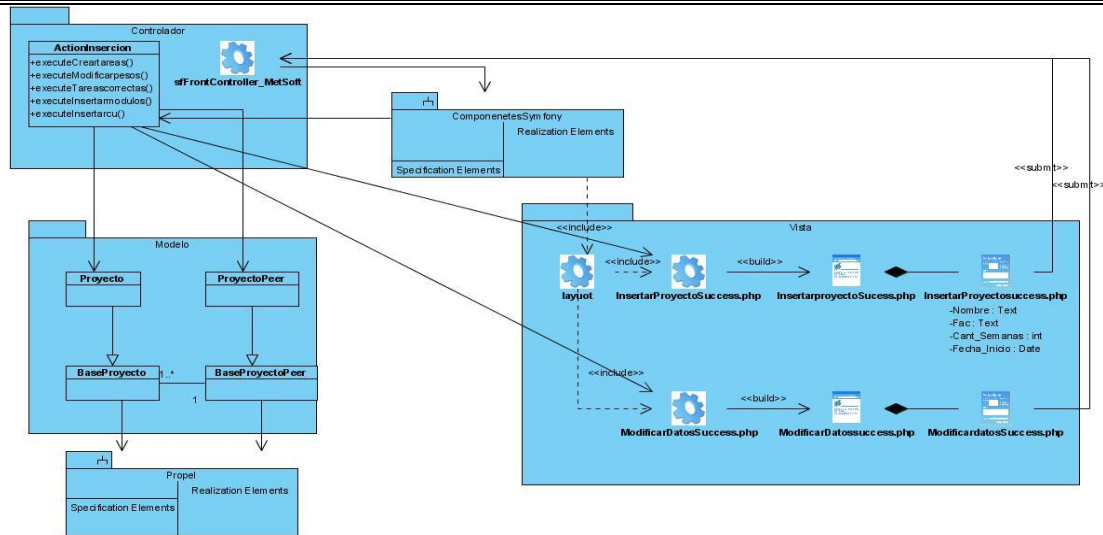 Controlador
ActionInsercion
+executeCreartareas()
+executeModificarpesos()
+executeTareascorrectas()
+executeInsertarmodulos()
+executeInsertarcu()
sfFrontController_MetSoft
ComponenetesSymfony
Realization Elements
Specification Elements
<<submit>>
<<submit>>
Modelo
Proyecto
ProyectoPeer
BaseProyecto
1..*
BaseProyectoPeer
1
Propel
Realization Elements
Specification Elements
Vista
<<include>>
<<include>>
<<build>>
layuot
InsertarProyectoSuccess.php
InsertarproyectoSucess.php
InsertarProyectosuccess.php
-Nombre : Text
-Fac : Text
-Cant_Semanas : int
-Fecha_Inicio : Date
<<include>>
<<build>>
ModificarDatosSuccess.php
ModificarDatossuccess.php
ModificardatosSuccess.php